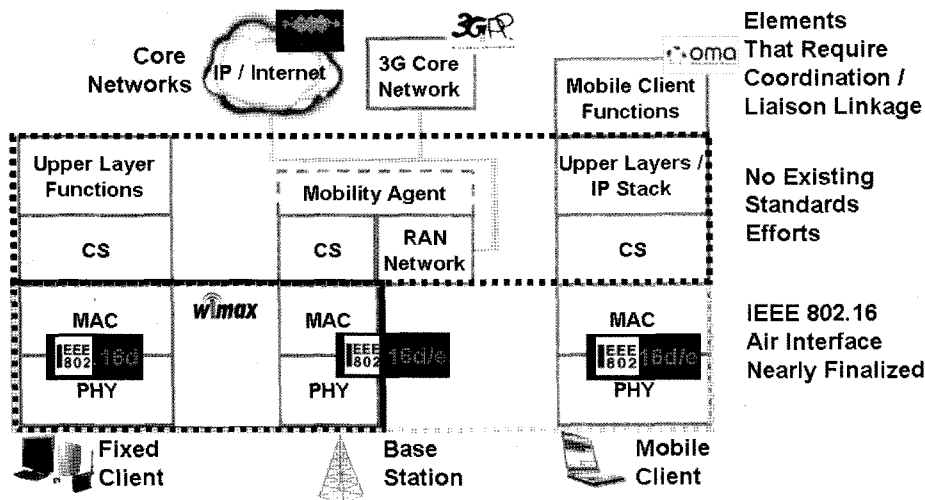 Core
Networks
IP / Internet
3GPP
3G Core
Network
oma
Mobile Client
Functions
Elements
That Require
Coordination /
Liaison Linkage
Upper Layer
Functions
Mobility Agent
Upper Layers /
IP Stack
No Existing
Standards
Efforts
CS
CS
RAN
Network
CS
MAC
wimax
MAC
MAC
IEEE 802.16
Air Interface
Nearly Finalized
IEEE
802.16d
IEEE
802.16d/e
IEEE
802.16d/e
PHY
PHY
PHY
Fixed
Client
Base
Station
Mobile
Client